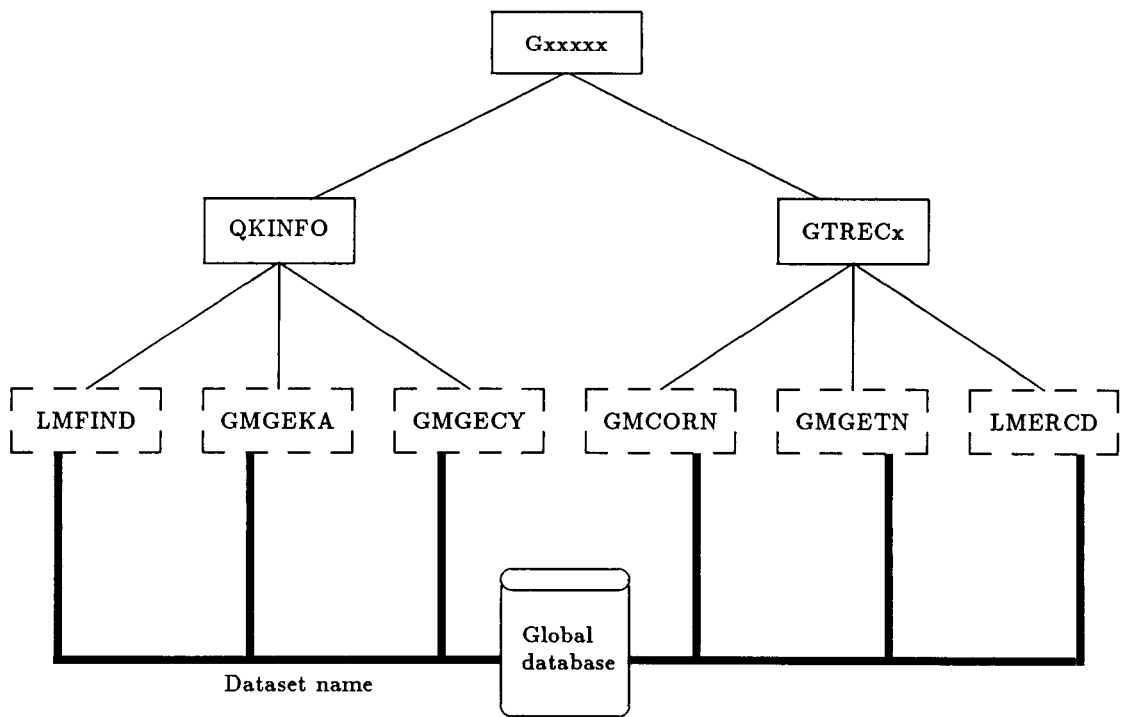 Gxxxxx
QKINFO
GTRECx
LMFIND
GMGEKA
GMGECY
GMCORN
GMGETN
LMERCD
Global
database
Dataset name